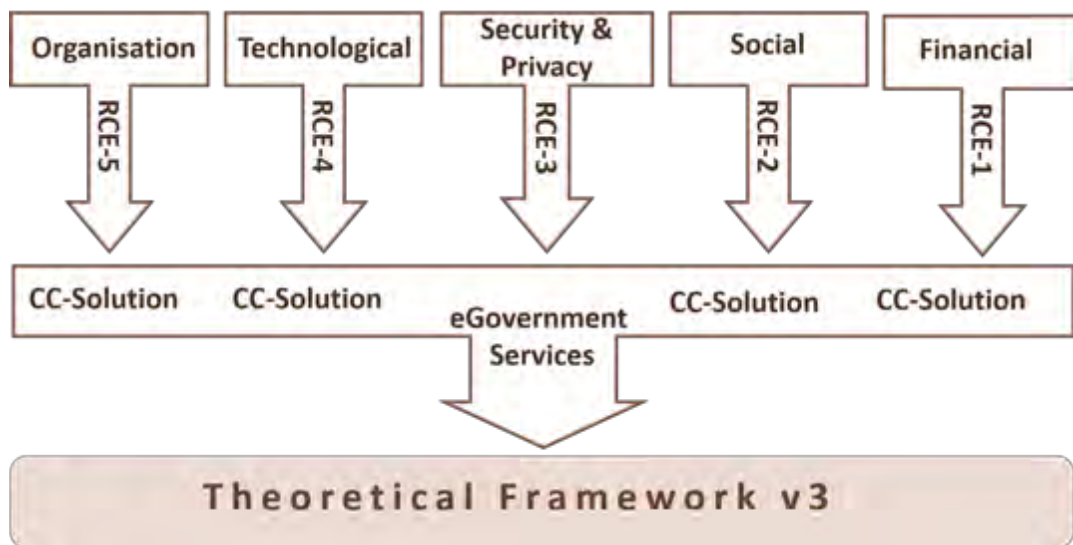 Organisation
Technological
Security &
Privacy
Social
Financial
RCE-5
RCE-4
RCE-3
RCE-2
RCE-1
CC-Solution
CC-Solution
eGovernment
Services
CC-Solution
CC-Solution
Theoretical Framework v3